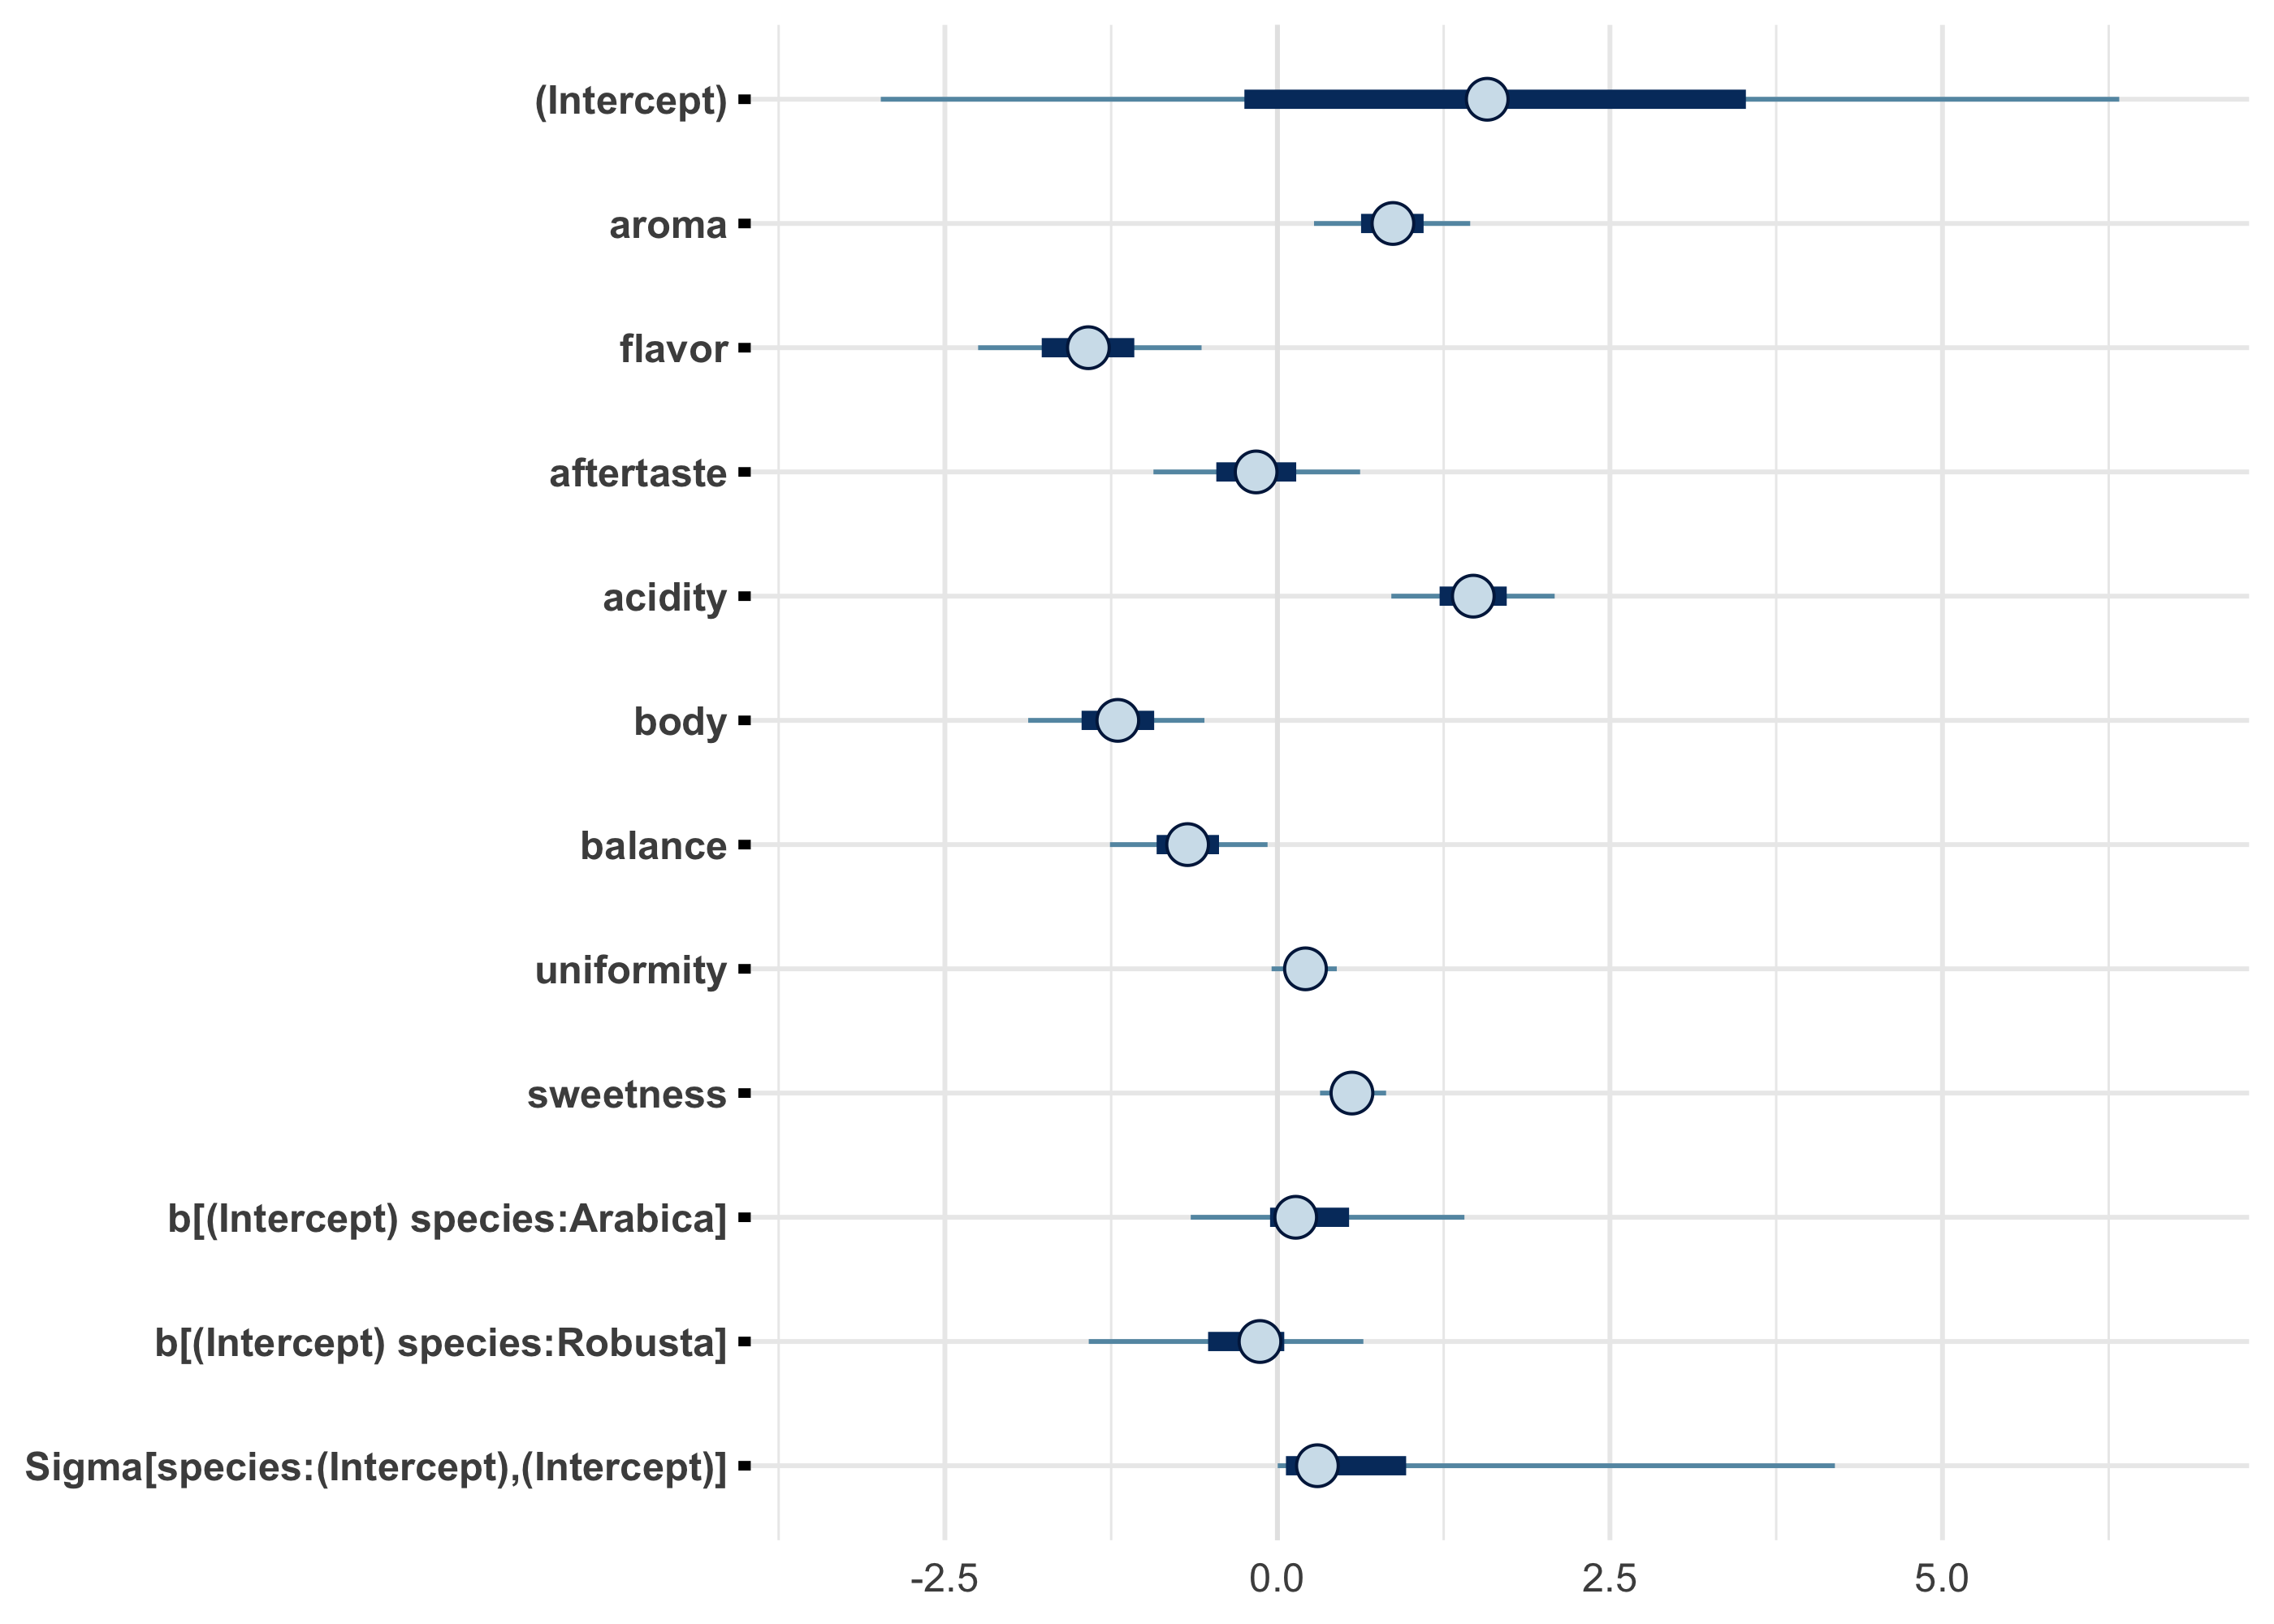 (Intercept)
aroma
flavor
aftertaste
acidity
body
balance
uniformity
sweetness
b[(Intercept) species:Arabica]
b[(Intercept) species:Robusta]
Sigma[species:(Intercept),(Intercept)]
-2.5 0.0 2.5 5.0